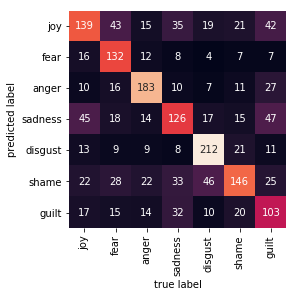 joy 139 43 15 35 19 21 42
fear 16 132 12 8 4 7 7
anger 10 16 183 10 7 11 27
sadness 45 18 14 126 17 15 47
disgust 13 9 9 8 212 21 11
shame 22 28 22 33 46 146 25
guilt 17 15 14 32 10 20 103
predicted label
joy fear anger sadness disgust shame guilt
true label